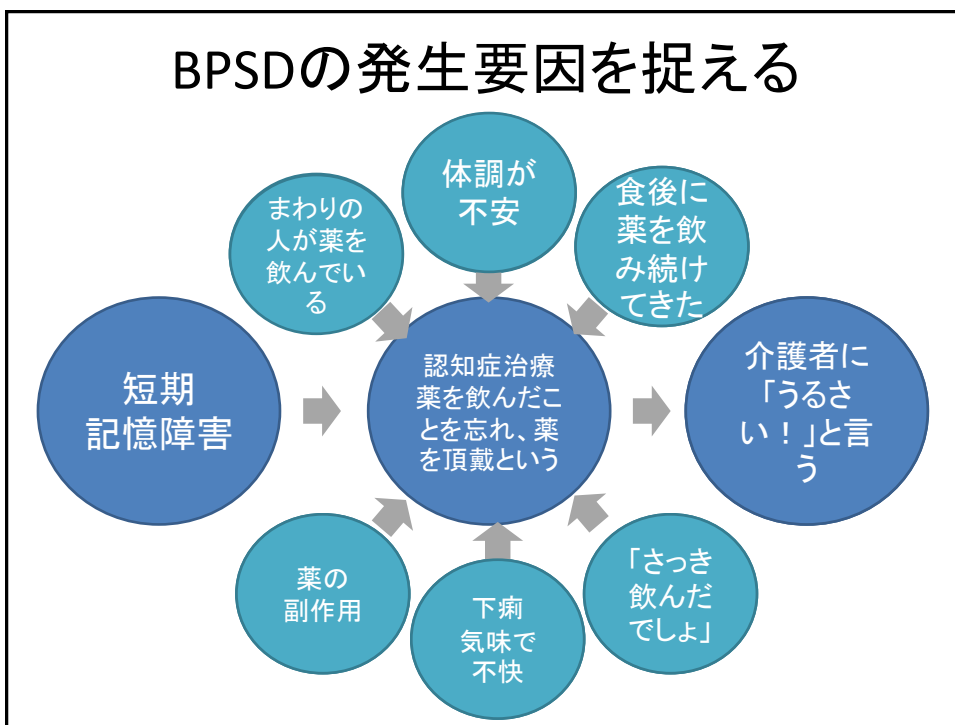 BPSDの発生要因を捉える
体調が
不安
まわりの
人が薬を
飲んでい
る
食後に
薬を飲
み続け
てきた
短期
記憶障害
認知症治療
薬を飲んだこ
とを忘れ、薬
を頂戴という
介護者に
「うるさ
い！」と言
う
薬の
副作用
下痢
気味で
不快
「さっき
飲んだ
でしょ」